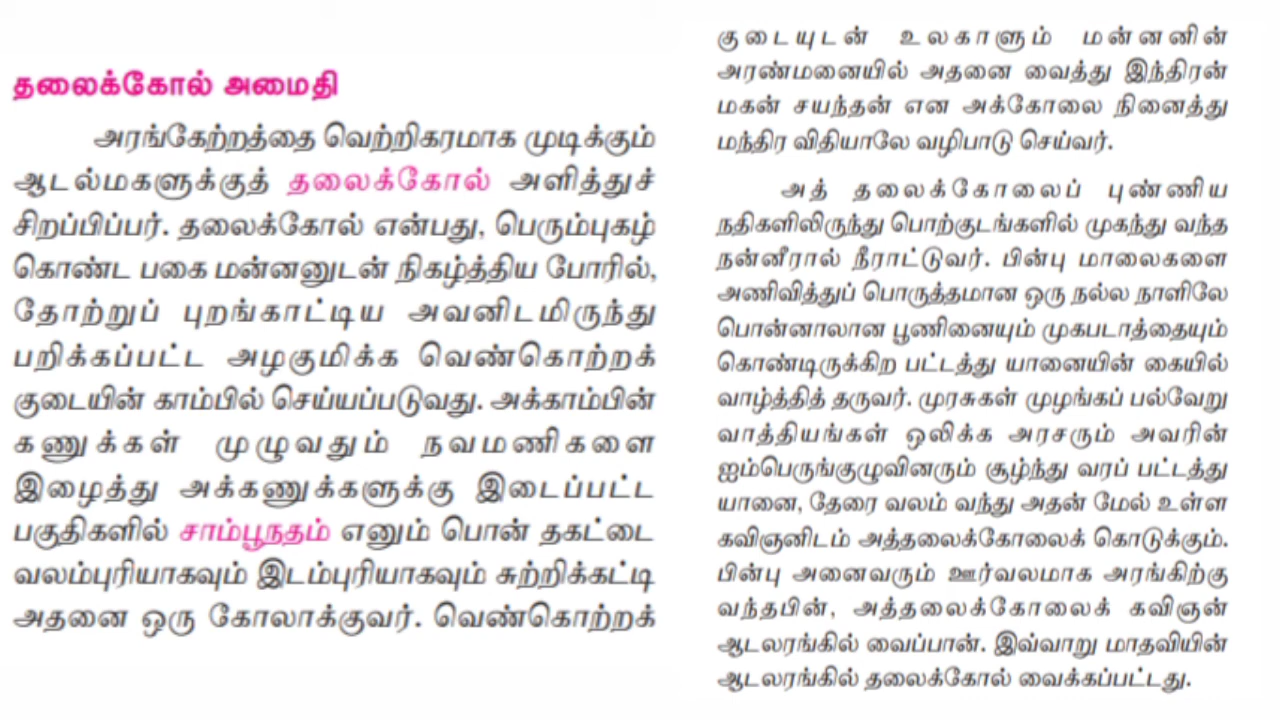 தலைக்கோல் அமைதி
அரங்கேற்றத்தை வெற்றிகரமாக முடிக்கும்
ஆடல்மகளுக்குத் தலைக்கோல் அளித்துச்
சிறப்பிப்பர். தலைக்கோல் என்பது, பெரும்புகழ்
கொண்ட பகை மன்னனுடன் நிகழ்த்திய போரில்,
தோற்றுப் புறங்காட்டிய அவனிடமிருந்து
பறிக்கப்பட்ட அழகுமிக்க வெண்கொற்றக்
குடையின் காம்பில் செய்யப்படுவது. அக்காம்பின்
கணுக்கள் முழுவதும் நவமணிகளை
இழைத்து அக்கணுக்களுக்கு இடைப்பட்ட
பகுதிகளில் சாம்பூநதம் எனும் பொன் தகட்டை
வலம்புரியாகவும் இடம்புரியாகவும் சுற்றிக்கட்டி
அதனை ஒரு கோலாக்குவர். வெண்கொற்றக்
குடையுடன் உலகாளும் மன்னனின்
அரண்மனையில் அதனை வைத்து இந்திரன்
மகன் சயந்தன் என அக்கோலை நினைத்து
மந்திர விதியாலே வழிபாடு செய்வர்.
அத் தலைக்கோலைப் புண்ணிய
நதிகளிலிருந்து பொற்குடங்களில் முகந்து வந்த
நன்னீரால் நீராட்டுவர். பின்பு மாலைகளை
அணிவித்துப் பொருத்தமான ஒரு நல்ல நாளிலே
பொன்னாலான பூணினையும் முகபடாத்தையும்
கொண்டிருக்கிற பட்டத்து யானையின் கையில்
வாழ்த்தித் தருவர். முரசுகள் முழங்கப் பல்வேறு
வாத்தியங்கள் ஒலிக்க அரசரும் அவரின்
ஐம்பெருங்குழுவினரும் சூழ்ந்து வரப் பட்டத்து
யானை, தேரை வலம் வந்து அதன் மேல் உள்ள
கவிஞனிடம் அத்தலைக்கோலைக் கொடுக்கும்.
பின்பு அனைவரும் ஊர்வலமாக அரங்கிற்கு
வந்தபின், அத்தலைக்கோலைக் கவிஞன்
ஆடலரங்கில் வைப்பான். இவ்வாறு மாதவியின்
ஆடலரங்கில் தலைக்கோல் வைக்கப்பட்டது.